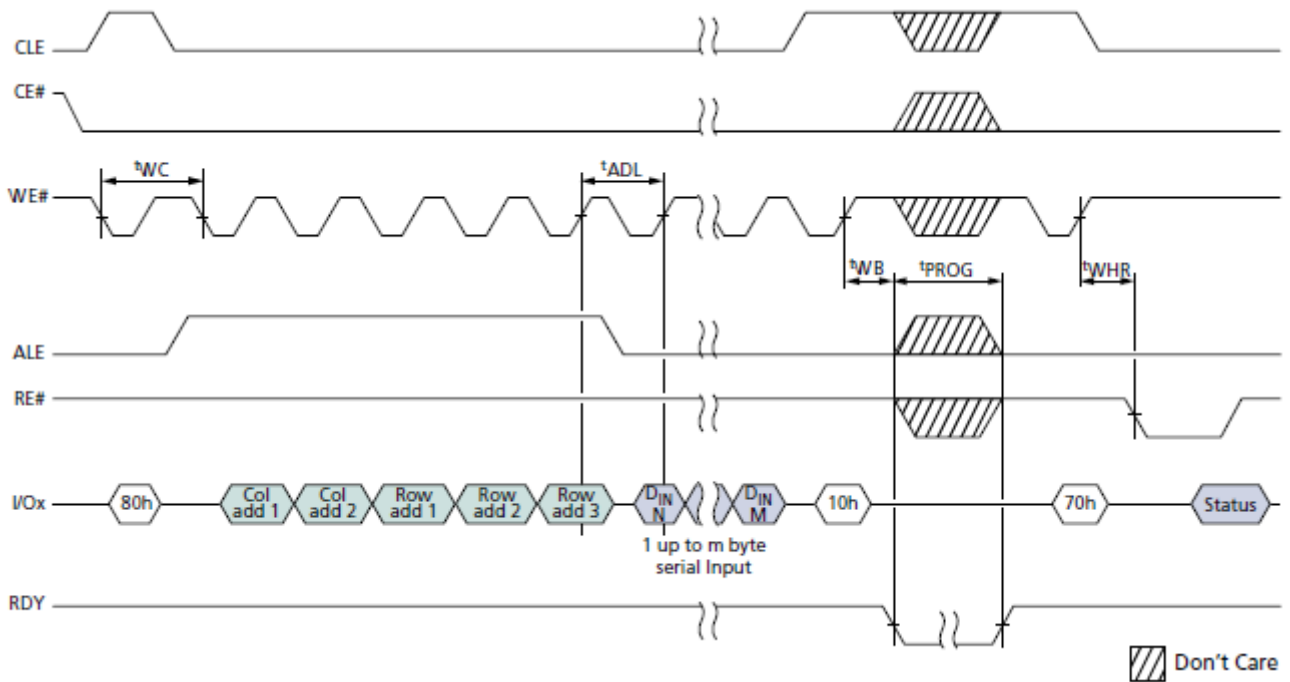 CLE
CE#
tWC
tADL
WE#
tWB
tPROG
tWHR
ALE
RE#
I/Ox
80h
Col
add 1
Col
add 2
Row
add 1
Row
add 2
Row
add 3
DIN
N
DIN
M
10h
70h
Status
1 up to m byte
serial Input
RDY
Don't Care